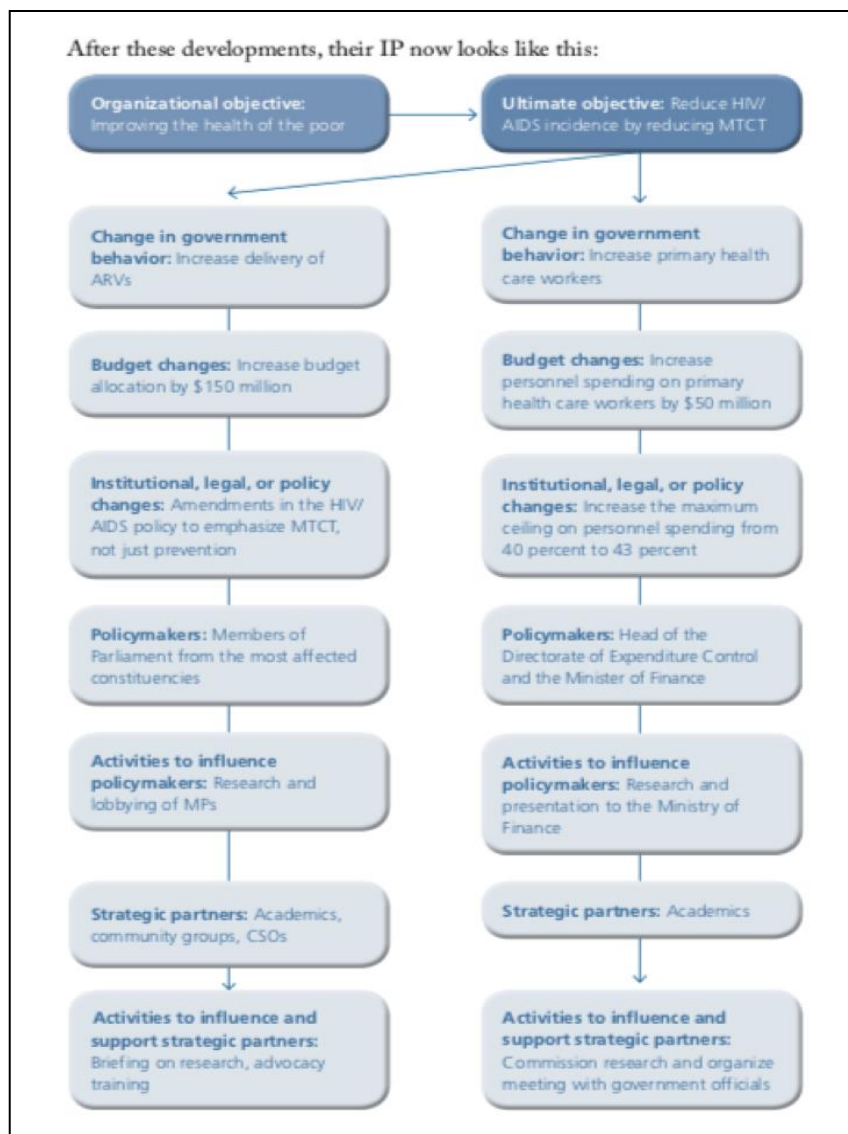 After these developments, their IP now looks like this:
Organizational objective:
Improving the health of the poor
Ultimate objective: Reduce HIV/
AIDS incidence by reducing MTCT
Change in government
behavior: Increase delivery of
ARVs
Budget changes: Increase budget
allocation by $150 million
Institutional, legal, or policy
changes: Amendments in the HIV/
AIDS policy to emphasize MTCT,
not just prevention
Policymakers: Members of
Parliament from the most affected
constituencies
Activities to influence
policymakers: Research and
lobbying of MPs
Strategic partners: Academics,
community groups, CSOs
Activities to influence and
support strategic partners:
Briefing on research, advocacy
training
Change in government
behavior: Increase primary health
care workers
Budget changes: Increase
personnel spending on primary
health care workers by $50 million
Institutional, legal, or policy
changes: Increase the maximum
ceiling on personnel spending from
40 percent to 43 percent
Policymakers: Head of the
Directorate of Expenditure Control
and the Minister of Finance
Activities to influence
policymakers: Research and
presentation to the Ministry of
Finance
Strategic partners: Academics
Activities to influence and
support strategic partners:
Commission research and organize
meeting with government officials